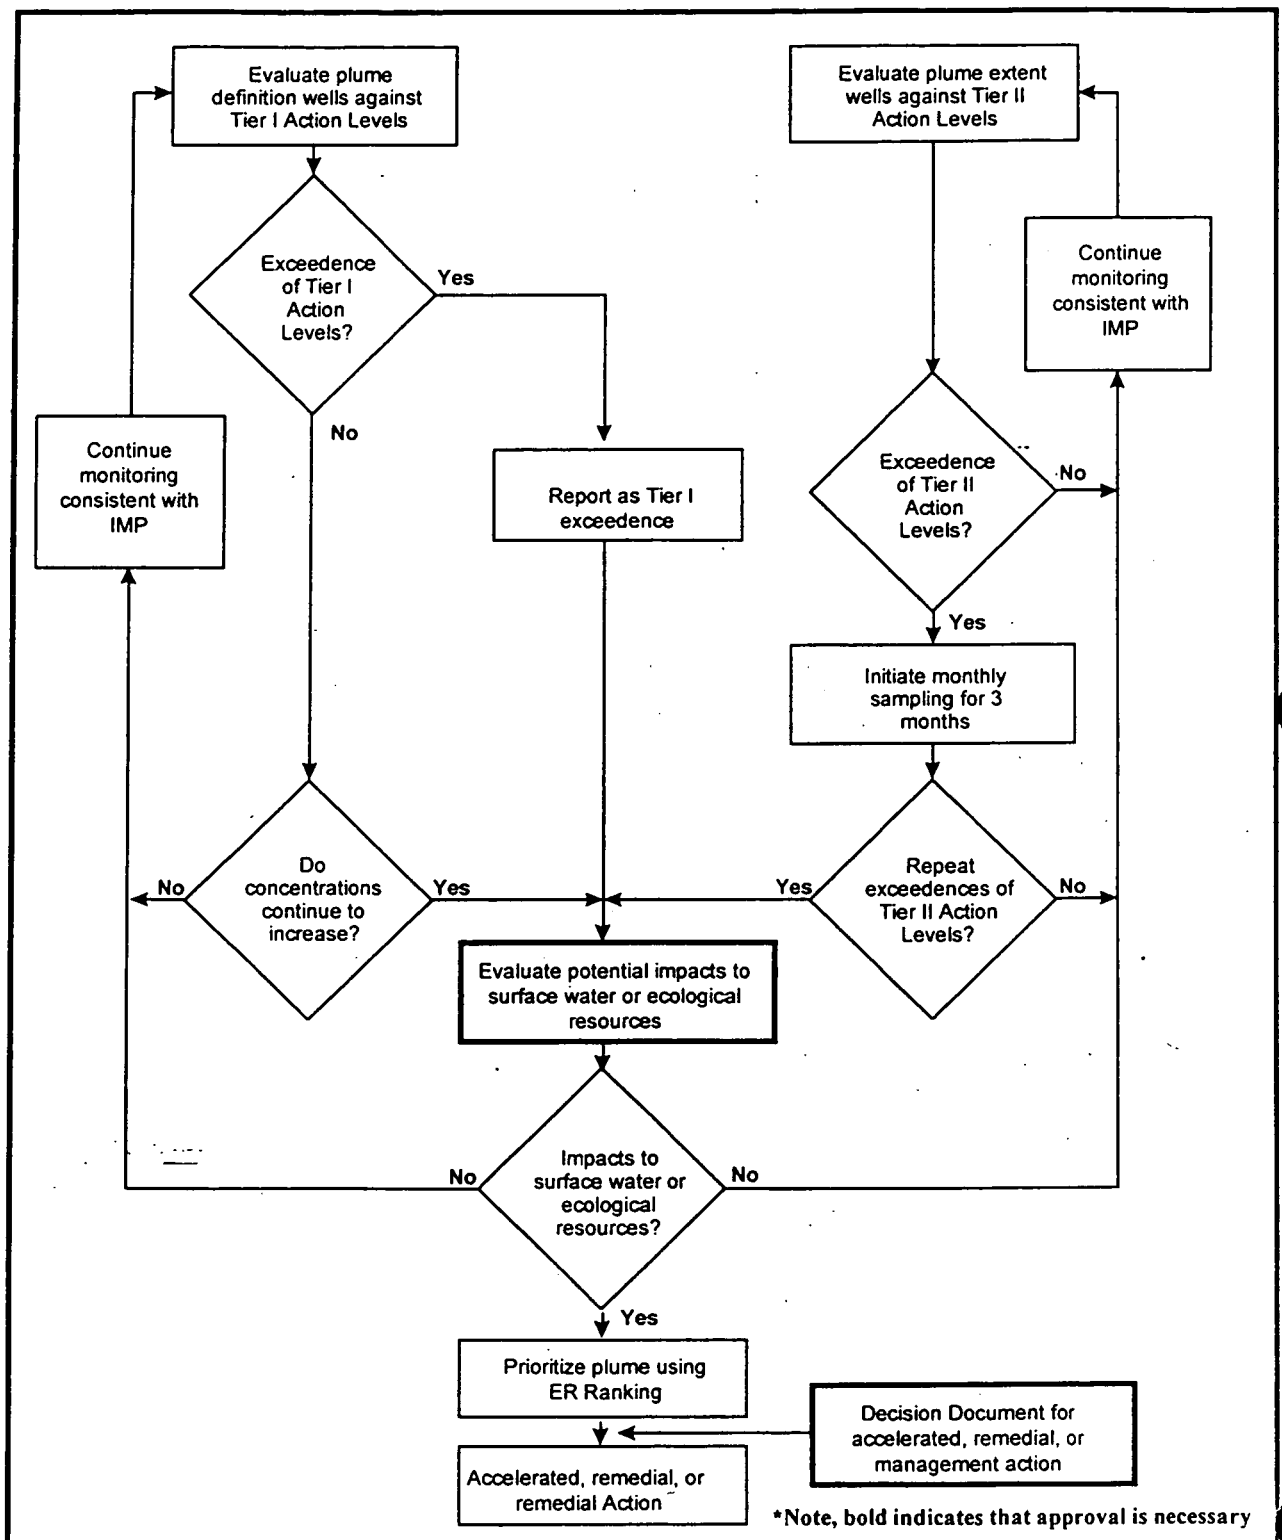 Evaluate plume
definition wells against
Tier I Action Levels
Evaluate plume extent
wells against Tier II
Action Levels
Exceedence
of Tier I
Action
Levels?
Yes
No
Continue
monitoring
consistent with
IMP
Continue
monitoring
consistent with
IMP
Report as Tier I
exceedence
Exceedence
of Tier II
Action
Levels?
No
Yes
Initiate monthly
sampling for 3
months
Do
concentrations
continue to
increase?
No
Yes
Repeat
exceedences of
Tier II Action
Levels?
Yes
No
Evaluate potential impacts to
surface water or ecological
resources
Impacts to
surface water or
ecological
resources?
No
No
Yes
Prioritize plume using
ER Ranking
Decision Document for
accelerated, remedial, or
management action
Accelerated, remedial, or
remedial Action
*Note, bold indicates that approval is necessary